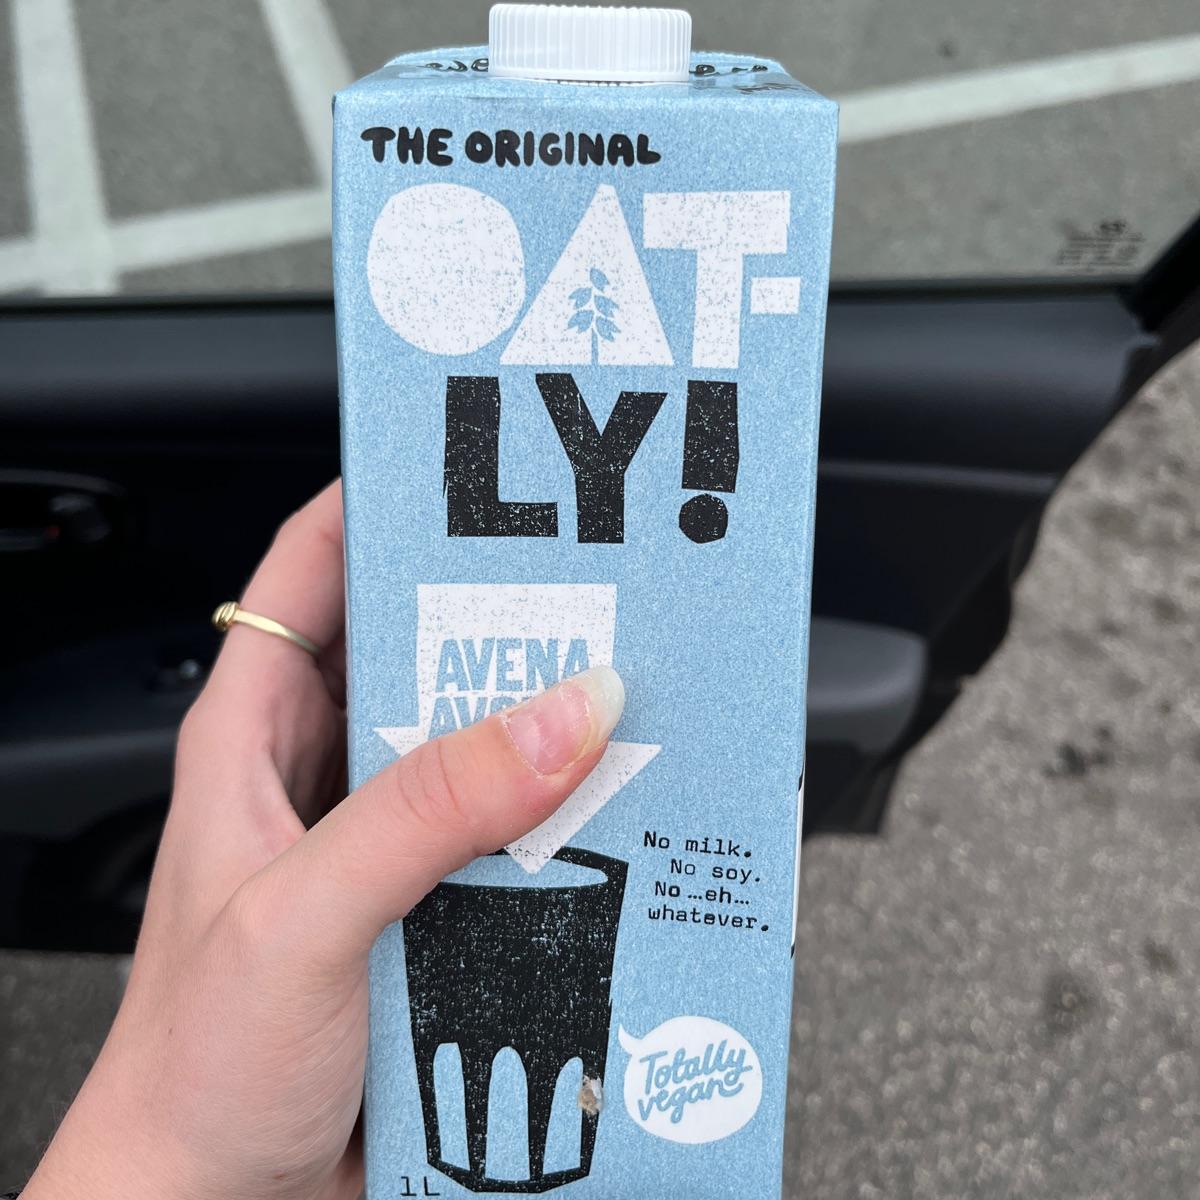 THE ORIGINAL
OAT-
LY!
AVENA
No milk.
No soy.
No ...eh...
whatever.
Totally
vegan
1L